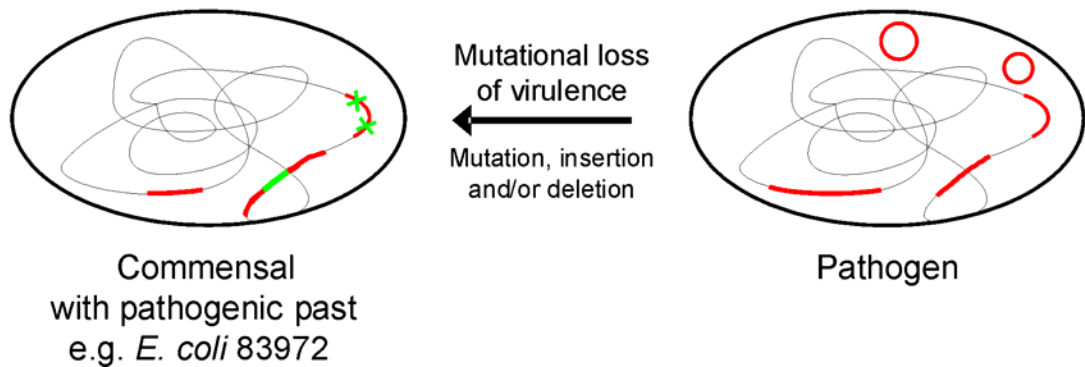 Mutational loss
of virulence
Mutation, insertion
and/or deletion
Commensal
with pathogenic past
e.g. E. coli 83972
Pathogen